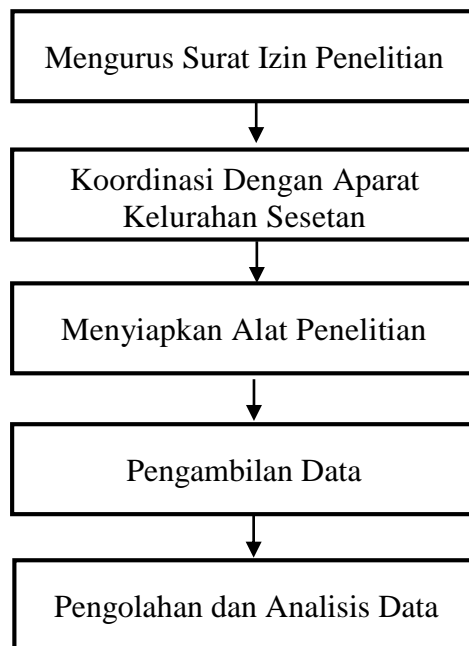 Mengurus Surat Izin Penelitian
Koordinasi Dengan Aparat
Kelurahan Sesetan
Menyiapkan Alat Penelitian
Pengambilan Data
Pengolahan dan Analisis Data